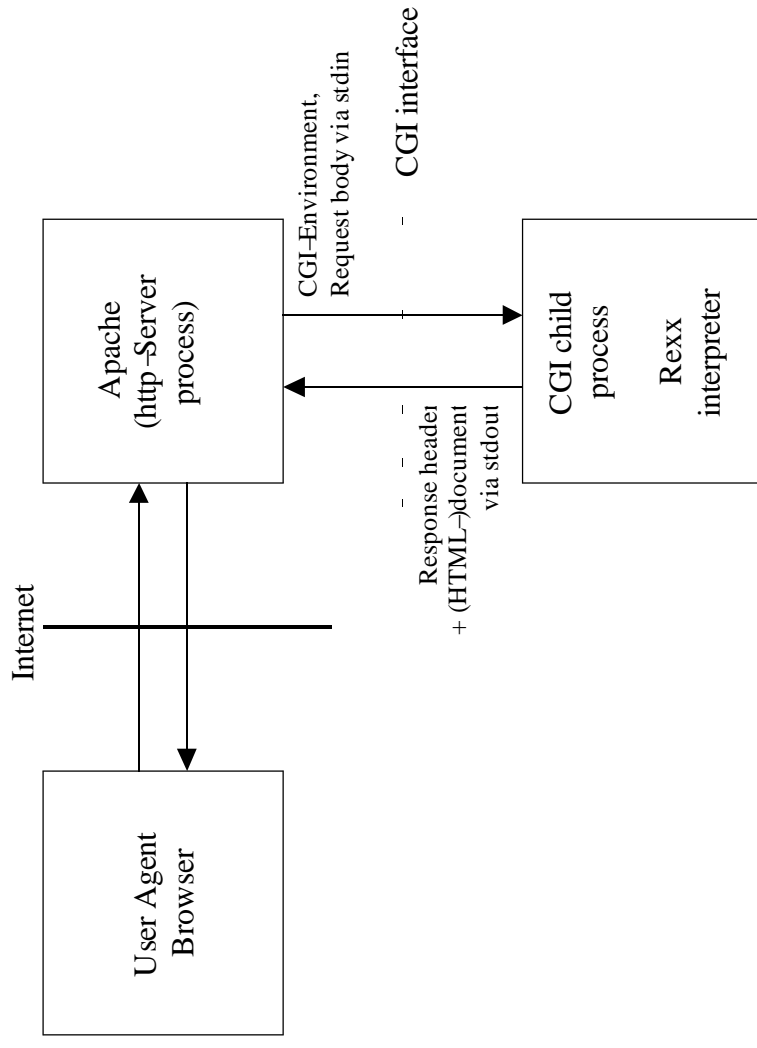 User Agent
Browser
Internet
Apache
(http–Server
process)
CGI–Environment,
Request body via stdin
CGI interface
Response header
+ (HTML–)document
via stdout
CGI child
process
Rexx
interpreter